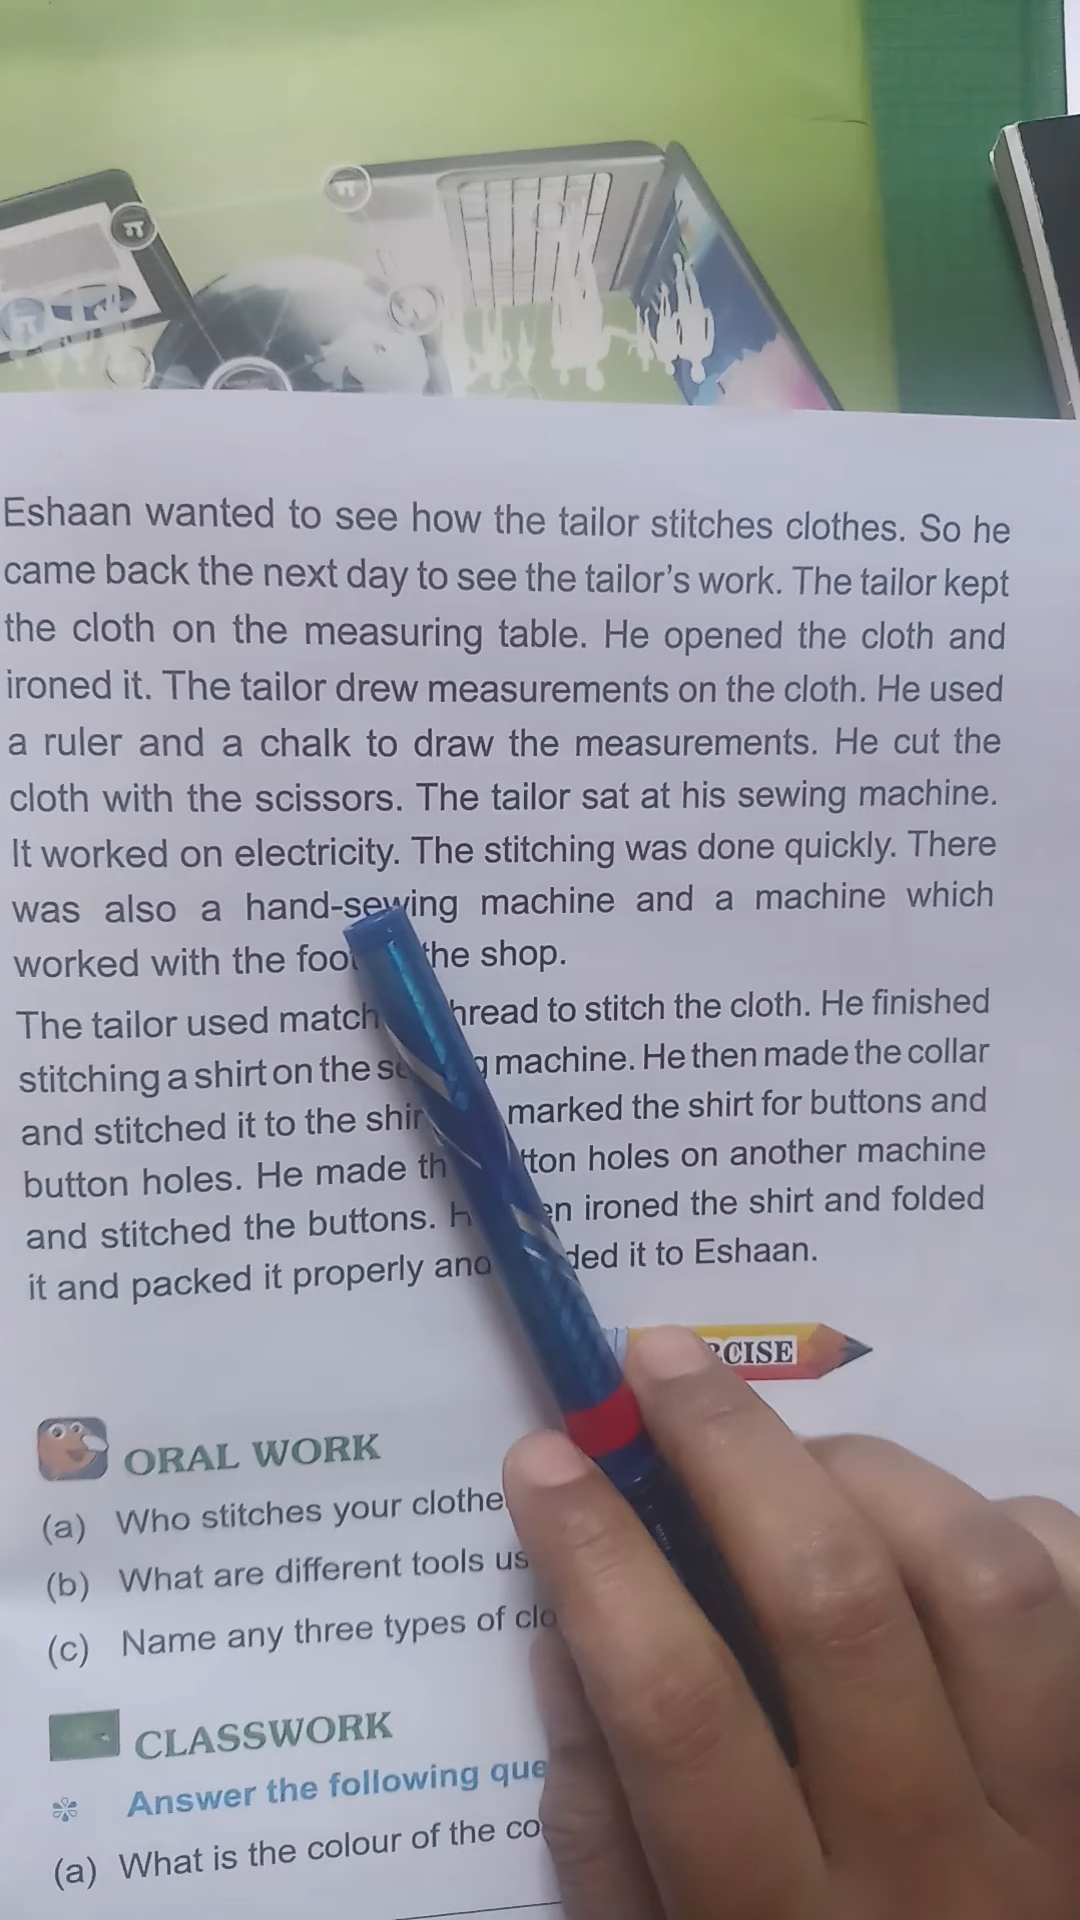 Eshaan wanted to see how the tailor stitches clothes. So he
came back the next day to see the tailor's work. The tailor kept
the cloth on the measuring table. He opened the cloth and
ironed it. The tailor drew measurements on the cloth. He used
a ruler and a chalk to draw the measurements. He cut the
cloth with the scissors. The tailor sat at his sewing machine.
It worked on electricity. The stitching was done quickly. There
was also a hand-sewing machine and a machine which
worked with the the shop.
The tailor used to stitch the cloth. He finished
stitching a shirt on the machine. He then made the collar
and stitched it to the marked the shirt for buttons and
button holes. He made holes on another machine
and stitched the buttons. ironed the shirt and folded
it and packed it properly it to Eshaan.
ORAL WORK
(a) Who stitches your
(b) What are different tools
(c) Name any three types of
CLASSWORK
Answer the following
(a) What is the colour of the